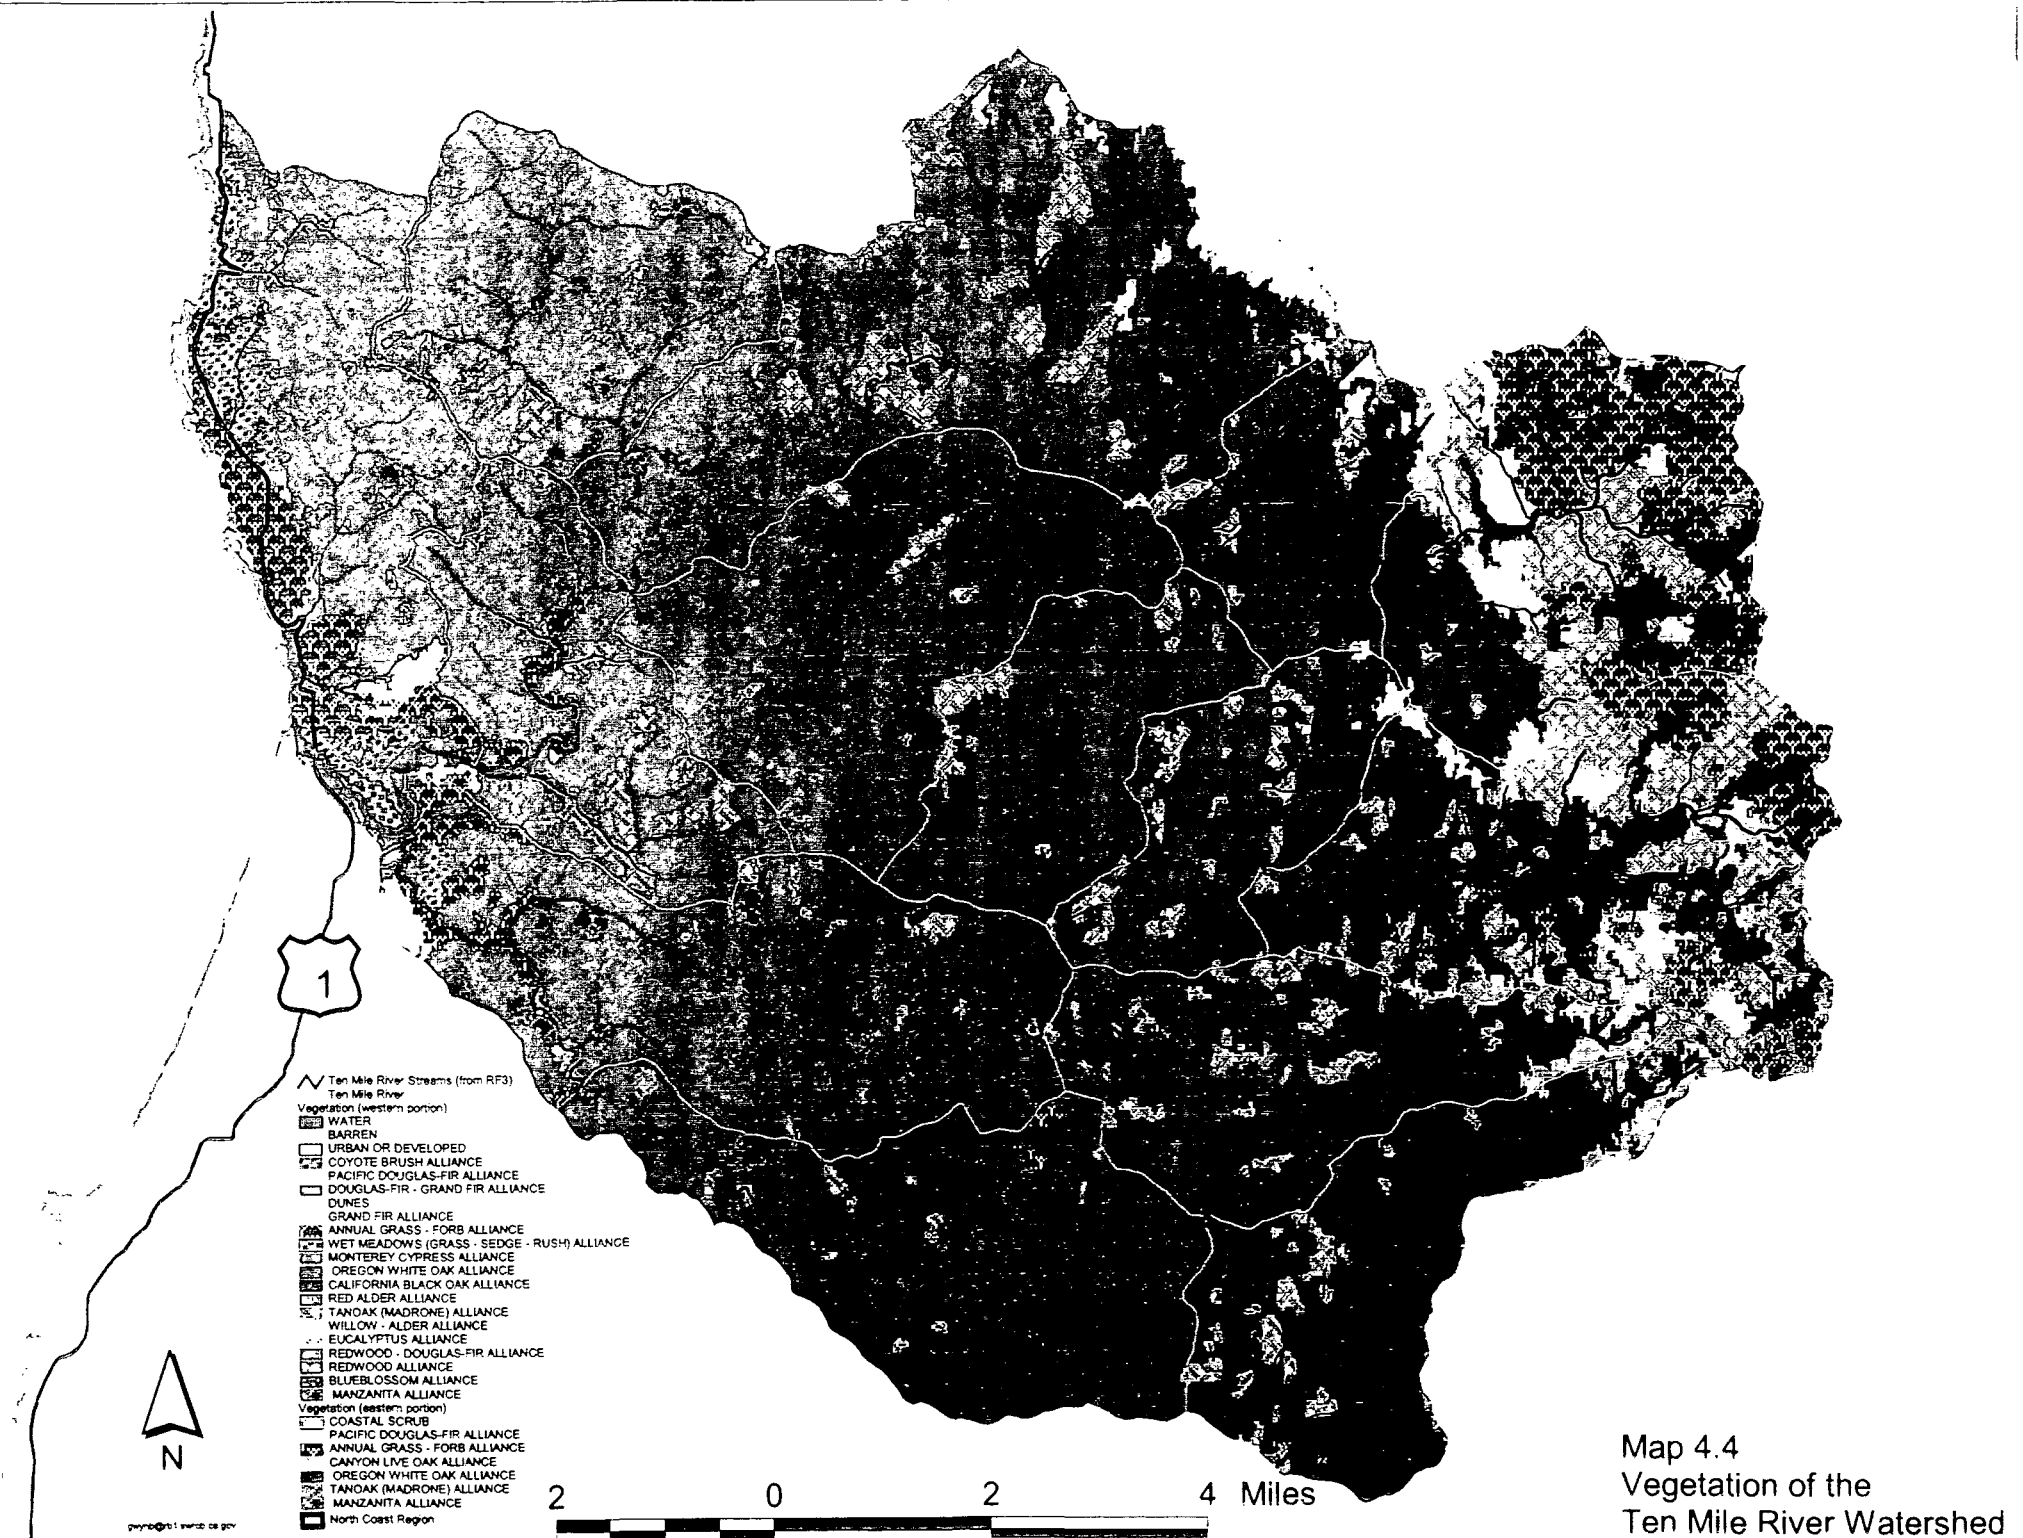 1
Ten Mile River Streams (from RF3)
Ten Mile River
Vegetation (western portion)
WATER
BARREN
URBAN OR DEVELOPED
COYOTE BRUSH ALLIANCE
PACIFIC DOUGLAS-FIR ALLIANCE
DOUGLAS-FIR - GRAND FIR ALLIANCE
DUNES
GRAND FIR ALLIANCE
ANNUAL GRASS - FORB ALLIANCE
WET MEADOWS (GRASS - SEDGE - RUSH) ALLIANCE
MONTEREY CYPRESS ALLIANCE
OREGON WHITE OAK ALLIANCE
CALIFORNIA BLACK OAK ALLIANCE
RED ALDER ALLIANCE
TANOAK (MADRONE) ALLIANCE
WILLOW - ALDER ALLIANCE
EUCALYPTUS ALLIANCE
REDWOOD - DOUGLAS-FIR ALLIANCE
REDWOOD ALLIANCE
BLUEBLOSSOM ALLIANCE
MANZANITA ALLIANCE
Vegetation (eastern portion)
COASTAL SCRUB
PACIFIC DOUGLAS-FIR ALLIANCE
ANNUAL GRASS - FORB ALLIANCE
CANYON LIVE OAK ALLIANCE
OREGON WHITE OAK ALLIANCE
TANOAK (MADRONE) ALLIANCE
MANZANITA ALLIANCE
North Coast Region
N
2 0 2 4 Miles
Map 4.4
Vegetation of the
Ten Mile River Watershed